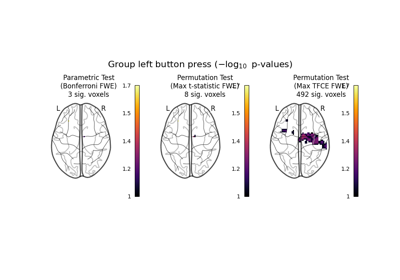 Group left button press (−log₁₀ p-values)
Parametric Test
(Bonferroni FWE)
3 sig. voxels
Permutation Test
(Max t-statistic FWE)
8 sig. voxels
Permutation Test
(Max TFCE FWE)
492 sig. voxels
L R
1.7
1.5
1.4
1.2
1
L R
1.7
1.5
1.4
1.2
1
L R
1.7
1.5
1.4
1.2
1